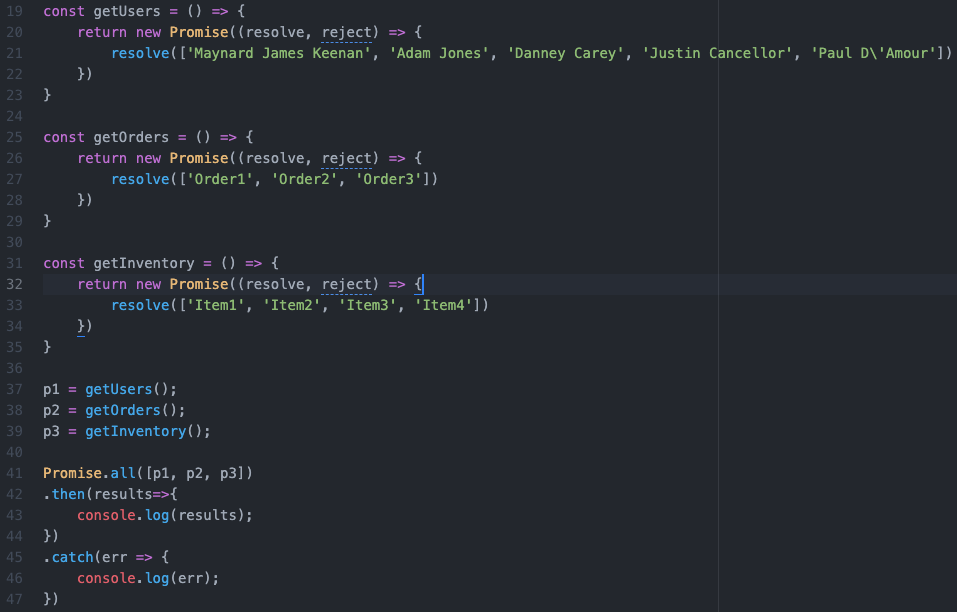 19 const getUsers = () => {
20     return new Promise((resolve, reject) => {
21         resolve(['Maynard James Keenan', 'Adam Jones', 'Danney Carey', 'Justin Cancellor', 'Paul D\'Amour'])
22     })
23 }
24
25 const getOrders = () => {
26     return new Promise((resolve, reject) => {
27         resolve(['Order1', 'Order2', 'Order3'])
28     })
29 }
30
31 const getInventory = () => {
32     return new Promise((resolve, reject) => {
33         resolve(['Item1', 'Item2', 'Item3', 'Item4'])
34     })
35 }
36
37 p1 = getUsers();
38 p2 = getOrders();
39 p3 = getInventory();
40
41 Promise.all([p1, p2, p3])
42 .then(results=>{
43     console.log(results);
44 })
45 .catch(err => {
46     console.log(err);
47 })